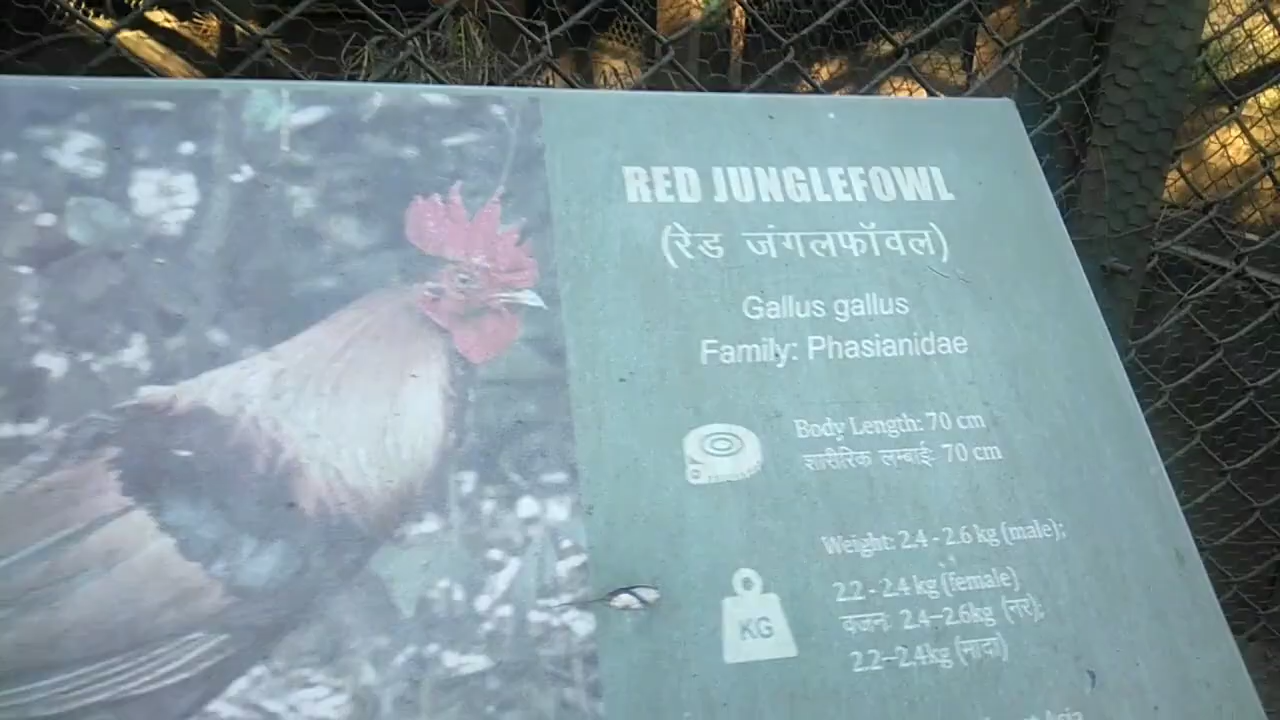 RED JUNGLEFOWL
(रेड जंगलफॉवल)
Gallus gallus
Family: Phasianidae
Body Length: 70 cm
शारीरिक लम्बाई: 70 cm
Weight: 2.4 - 2.6 kg (male);
2.2 - 2.4 kg (female)
वजन: 2.4–2.6kg (नर);
2.2–2.4kg (मादा)
KG
Asia